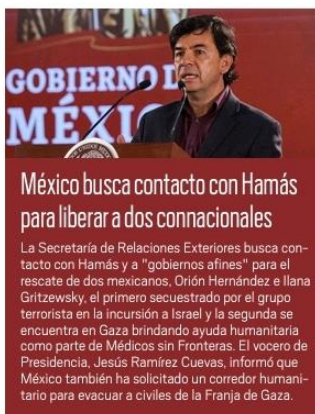 GOBIERNO D
MÉXIC
México busca contacto con Hamás
para liberar a dos connacionales
La Secretaría de Relaciones Exteriores busca con-
tacto con Hamás y a "gobiernos afines" para el
rescate de dos mexicanos, Orión Hernández e Ilana
Gritzewsky, el primero secuestrado por el grupo
terrorista en la incursión a Israel y la segunda se
encuentra en Gaza brindando ayuda humanitaria
como parte de Médicos sin Fronteras. El vocero de
Presidencia, Jesús Ramírez Cuevas, informó que
México también ha solicitado un corredor humani-
tario para evacuar a civiles de la Franja de Gaza.